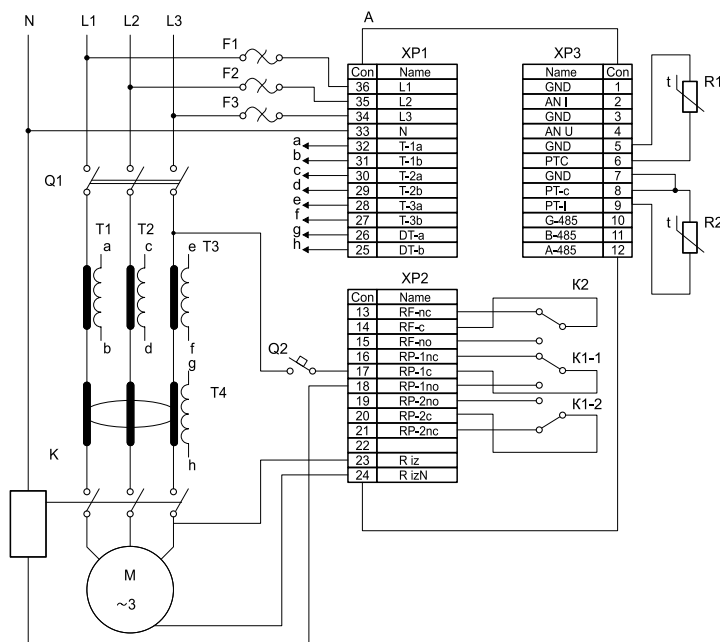 N L1 L2 L3
A
F1
F2
F3
XP1
Con Name
36 L1
35 L2
34 L3
33 N
a 32 T-1a
b 31 T-1b
c 30 T-2a
d 29 T-2b
e 28 T-3a
f 27 T-3b
g 26 DT-a
h 25 DT-b
XP3
Name Con
GND 1
AN I 2
GND 3
AN U 4
GND 5
PTC 6
GND 7
PT-c 8
PT-I 9
G-485 10
B-485 11
A-485 12
t R1
t R2
Q1
T1 T2 T3
a c e
b d f
g
T4
h
Q2
XP2
Con Name
13 RF-nc
14 RF-c
15 RF-no
16 RP-1nc
17 RP-1c
18 RP-1no
19 RP-2no
20 RP-2c
21 RP-2nc
22
23 R iz
24 R izN
K2
K1-1
K1-2
K
M
~3